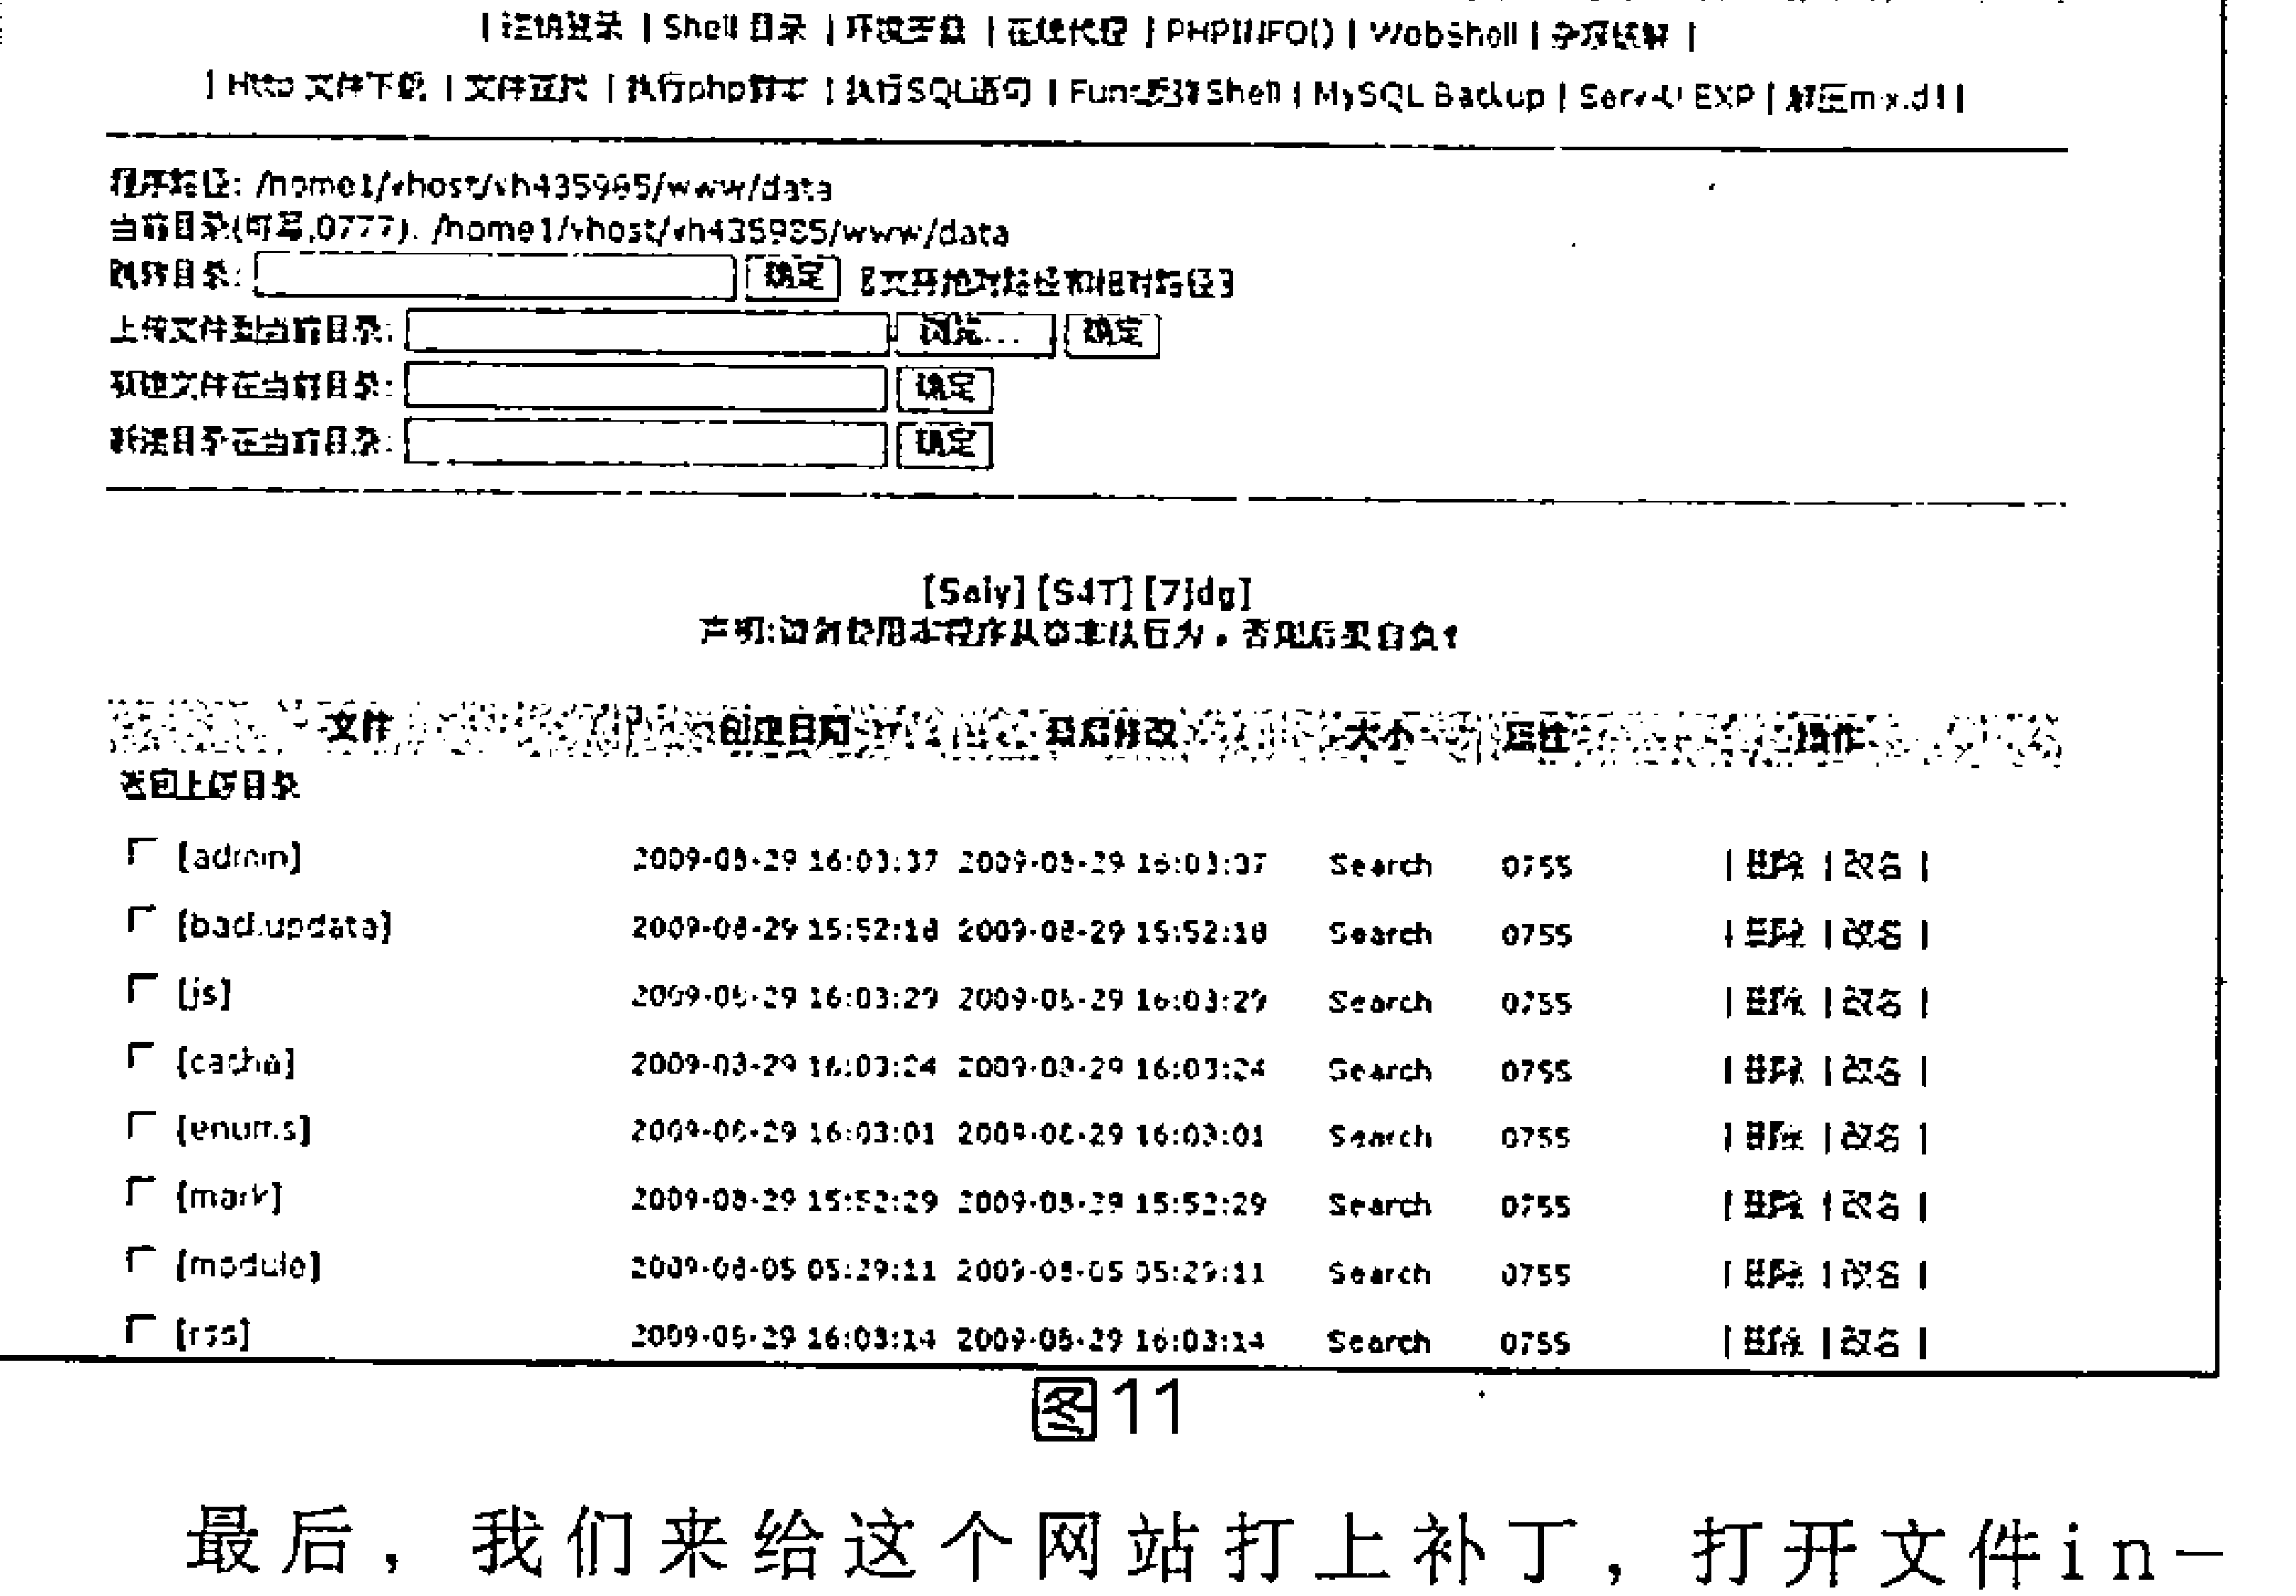 | 注销登录 | Shell 目录 | 环境变量 | 在线代理 | PHPINFO() | WebShell | 杂项破解 |
| Http 文件下载 | 文件查找 | 执行php脚本 | 执行SQL语句 | Func反弹Shell | MySQL Backup | Serv-U EXP |
程序路径: /home1/vhost/vh435985/www/data
当前目录(可写,0777): /home1/vhost/vh435985/www/data
跳转目录: 确定 【支持绝对路径和相对路径】
上传文件到当前目录: 浏览... 确定
新建文件在当前目录: 确定
新建目录在当前目录: 确定
[S4T]
声明:请勿使用本程序从事非法行为，否则后果自负!
文件 创建日期 最后修改 大小 属性 操作
返回上级目录
[admin] 2009-08-29 16:03:37 2009-08-29 16:03:37 Search 0755 | 删除 | 改名 |
[backupdata] 2009-08-29 15:52:18 2009-08-29 15:52:18 Search 0755 | 删除 | 改名 |
[js] 2009-08-29 16:03:29 2009-08-29 16:03:29 Search 0755 | 删除 | 改名 |
[cache] 2009-08-29 16:03:24 2009-08-29 16:03:24 Search 0755 | 删除 | 改名 |
[enums] 2009-08-29 16:03:01 2009-08-29 16:03:01 Search 0755 | 删除 | 改名 |
[mark] 2009-08-29 15:52:29 2009-08-29 15:52:29 Search 0755 | 删除 | 改名 |
[module] 2009-08-05 05:29:11 2009-08-05 05:29:11 Search 0755 | 删除 | 改名 |
[rss] 2009-08-29 16:03:14 2009-08-29 16:03:14 Search 0755 | 删除 | 改名 |
图11
最后，我们来给这个网站打上补丁，打开文件in-